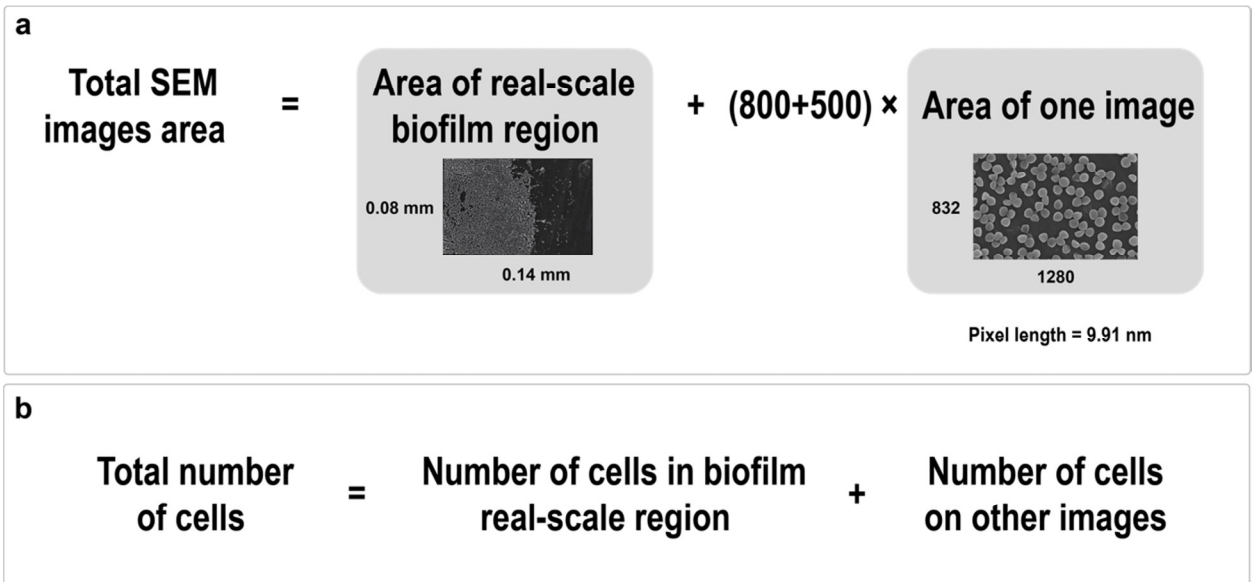 a
Total SEM
images area
=
Area of real-scale
biofilm region
0.08 mm
0.14 mm
+ (800+500) ×
Area of one image
832
1280
Pixel length = 9.91 nm
b
Total number
of cells
=
Number of cells in biofilm
real-scale region
+
Number of cells
on other images